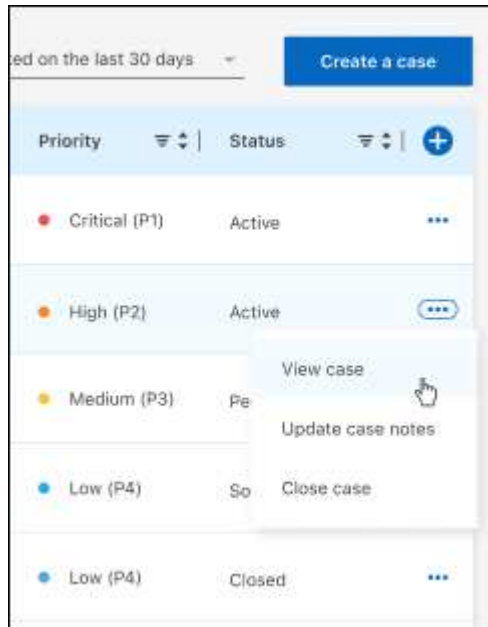 ted on the last 30 days
Create a case
Priority Status
Critical (P1) Active
High (P2) Active
View case
Medium (P3) Pe
Update case notes
Low (P4) So
Close case
Low (P4) Closed